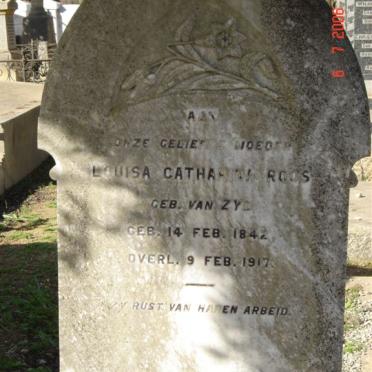 AAN
ONZE GELIEFDE MOEDER
LOUISA CATHARINA ROOS
GEB. VAN ZYL
GEB. 14 FEB. 1842
OVERL. 9 FEB. 1917.
ZY RUST VAN HAREN ARBEID.
6 7 2006